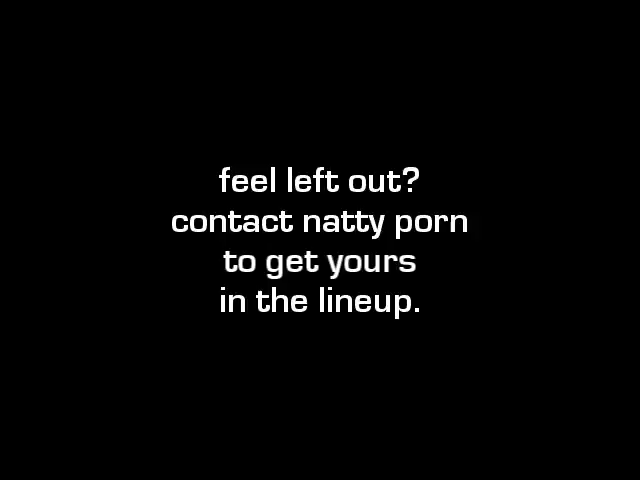 feel left out?
contact natty porn
to get yours
in the lineup.